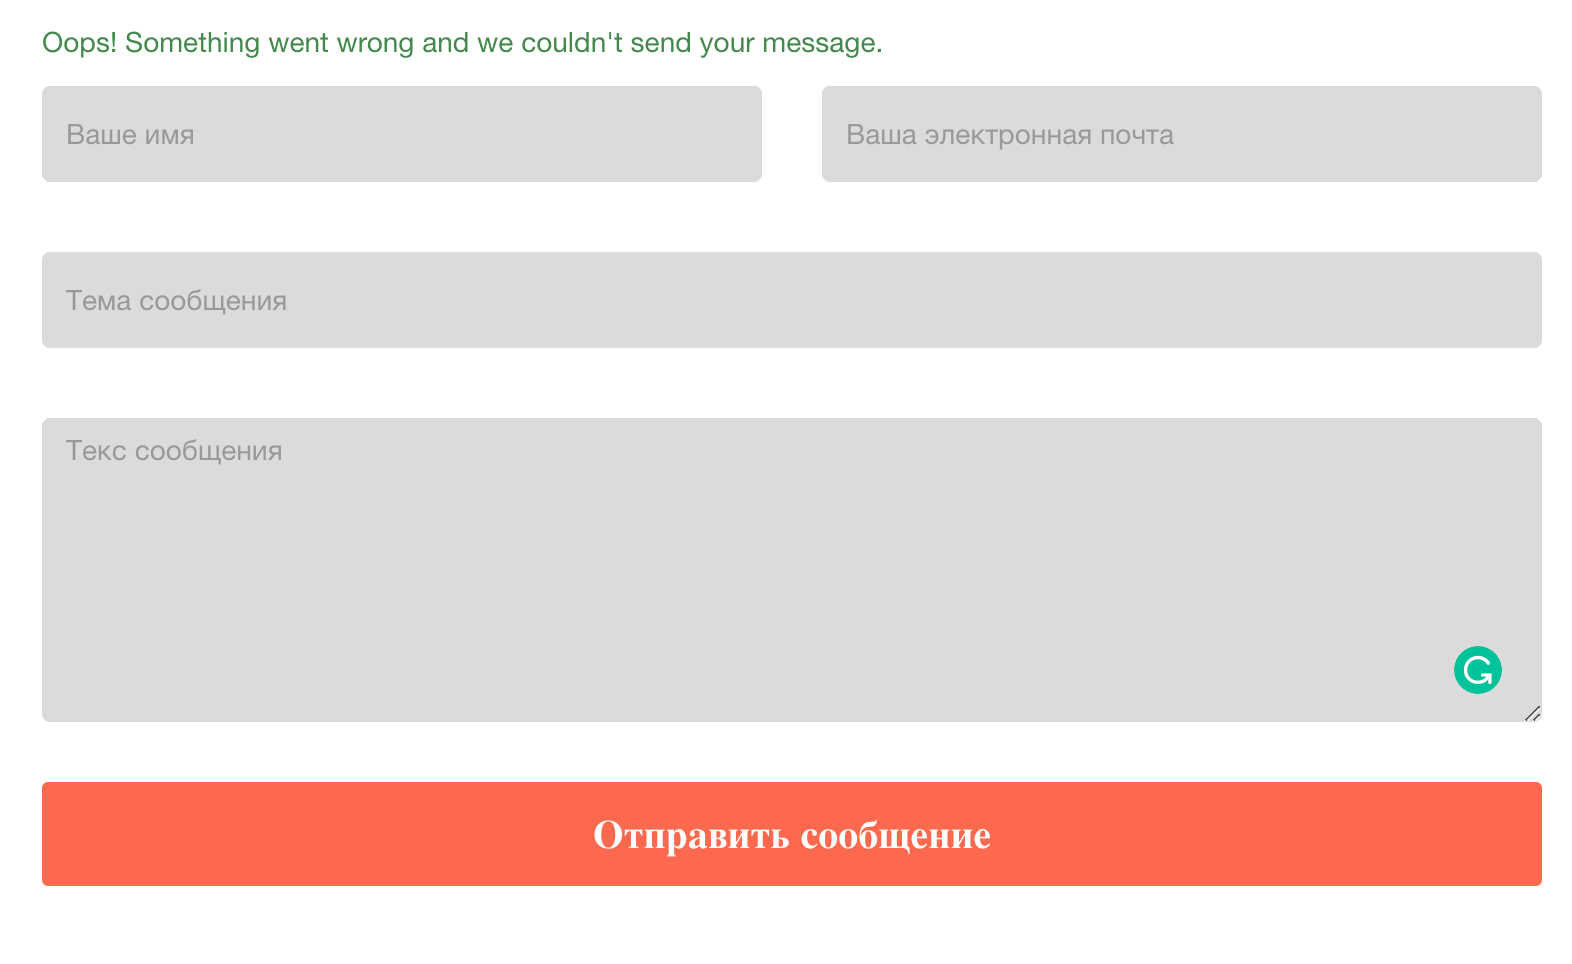 Oops! Something went wrong and we couldn't send your message.
Ваше имя
Ваша электронная почта
Тема сообщения
Текс сообщения
Отправить сообщение